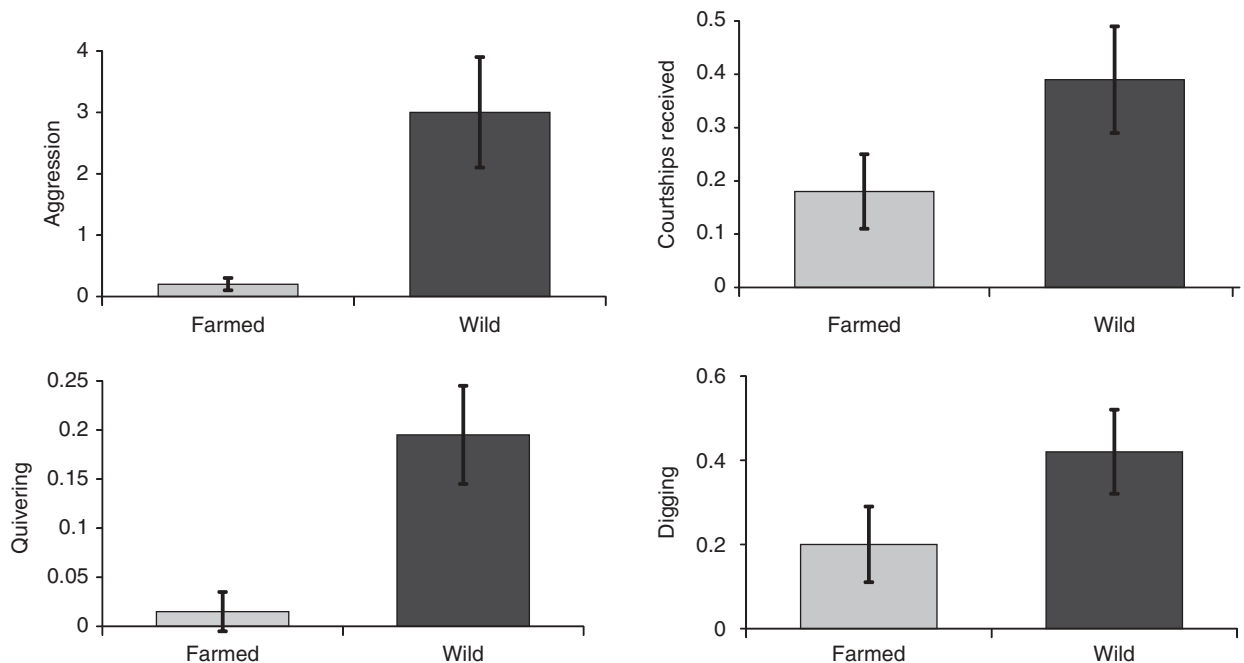 4
3
2
1
0
Aggression
Farmed
Wild
0.5
0.4
0.3
0.2
0.1
0
Courtships received
Farmed
Wild
0.25
0.2
0.15
0.1
0.05
0
Quivering
Farmed
Wild
0.6
0.4
0.2
0
Digging
Farmed
Wild